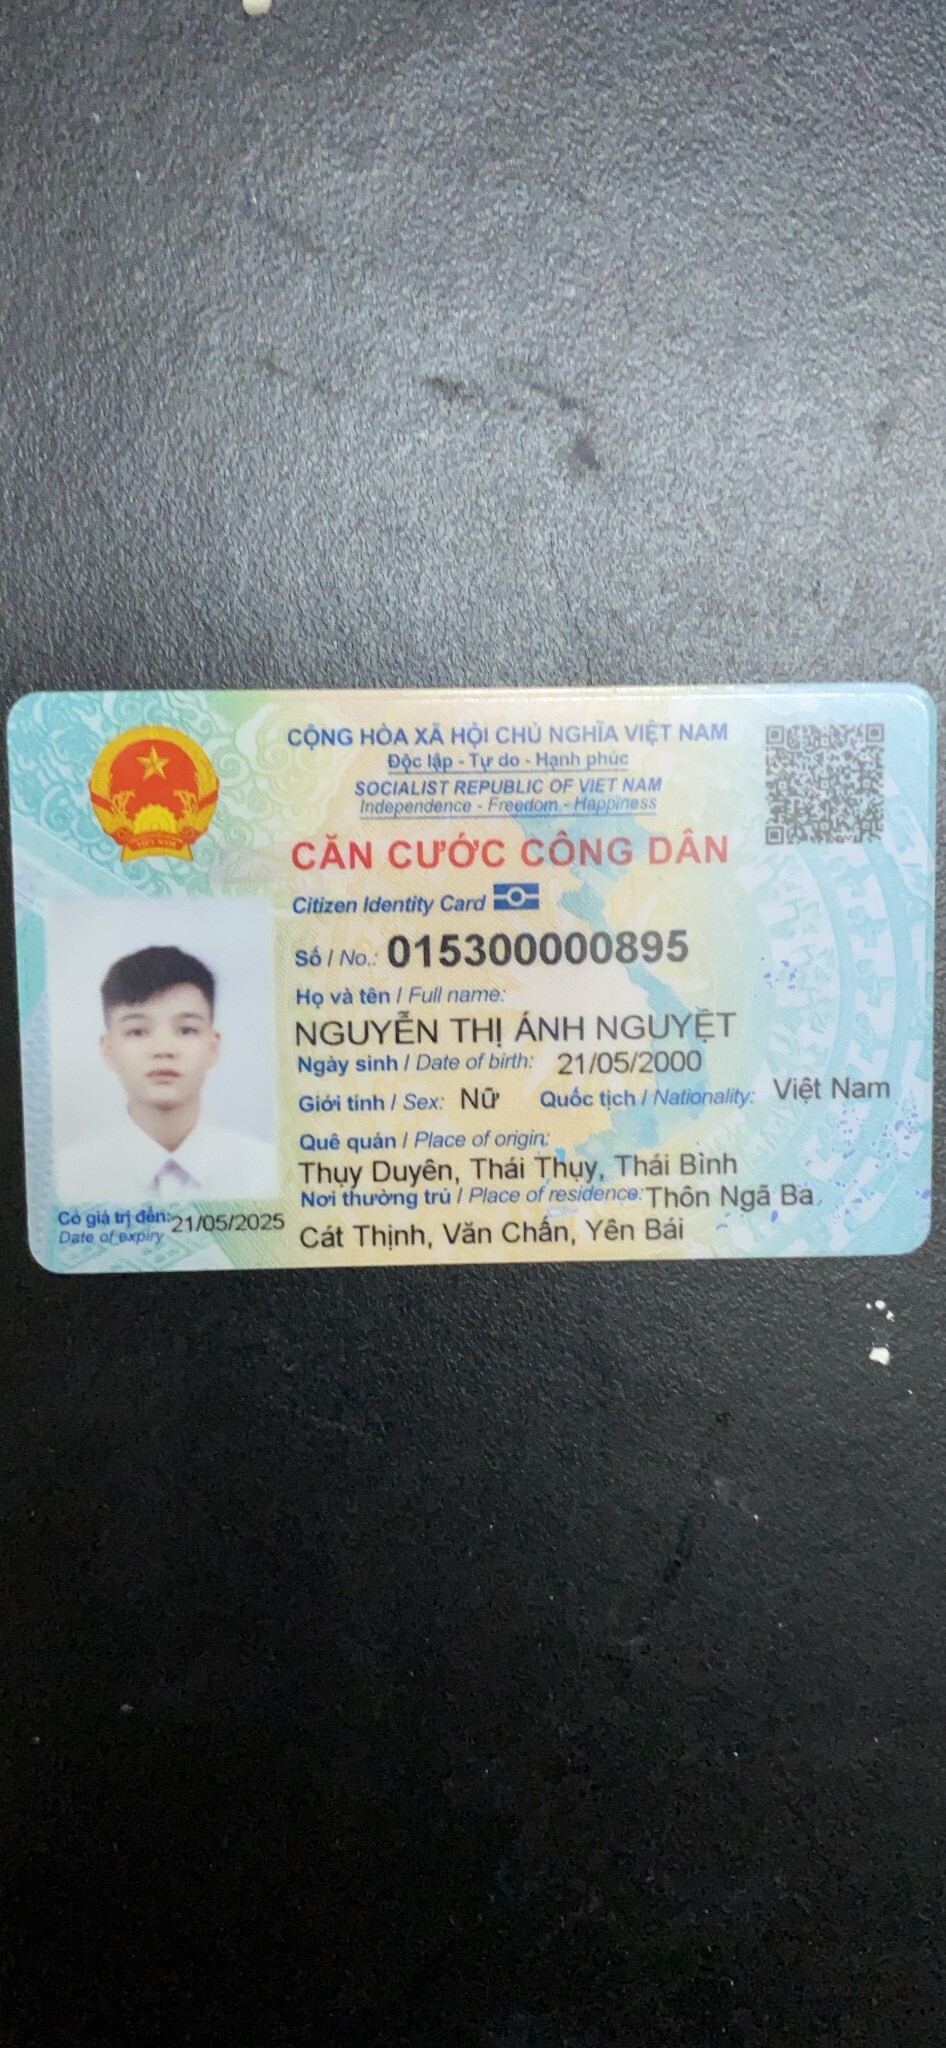 CỘNG HÒA XÃ HỘI CHỦ NGHĨA VIỆT NAM
Độc lập - Tự do - Hạnh phúc
SOCIALIST REPUBLIC OF VIET NAM
Independence - Freedom - Happiness
VIỆT NAM
CĂN CƯỚC CÔNG DÂN
Citizen Identity Card
Số / No.: 015300000895
Họ và tên / Full name:
NGUYỄN THỊ ÁNH NGUYỆT
Ngày sinh / Date of birth: 21/05/2000
Giới tính / Sex: Nữ Quốc tịch / Nationality: Việt Nam
Quê quán / Place of origin:
Thụy Duyên, Thái Thụy, Thái Bình
Nơi thường trú / Place of residence: Thôn Ngã Ba,
Cát Thịnh, Văn Chấn, Yên Bái
Có giá trị đến: 21/05/2025
Date of expiry